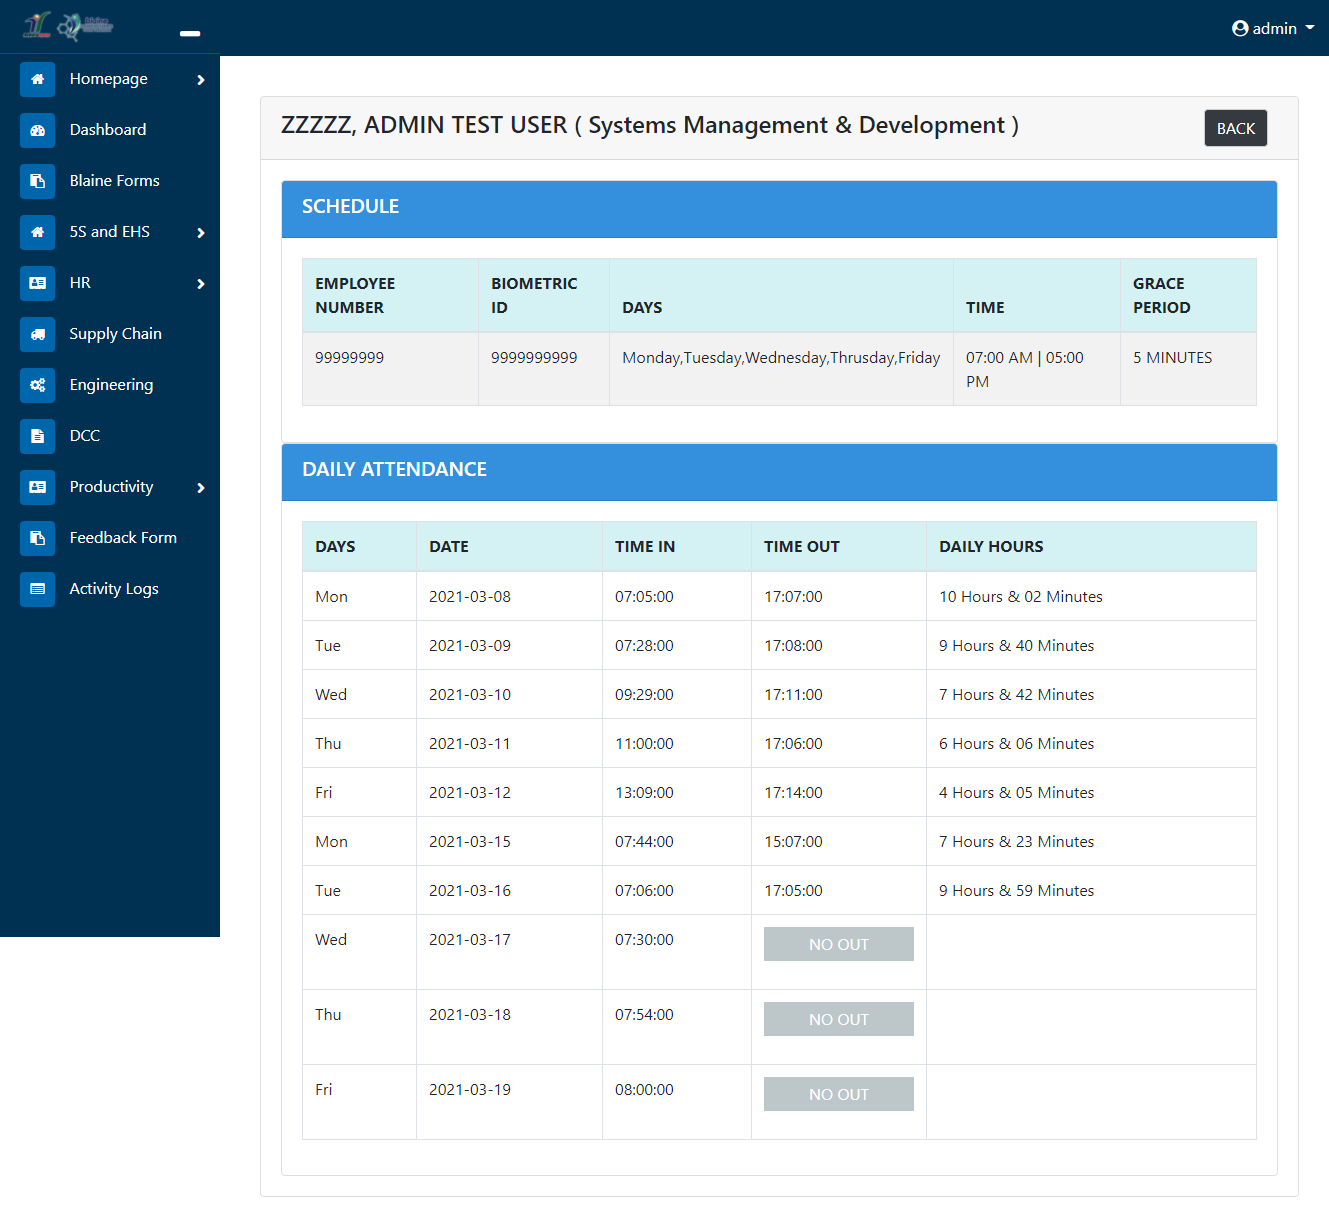 admin
Homepage
Dashboard
Blaine Forms
5S and EHS
HR
Supply Chain
Engineering
DCC
Productivity
Feedback Form
Activity Logs
ZZZZZ, ADMIN TEST USER ( Systems Management & Development )
BACK
SCHEDULE
EMPLOYEE NUMBER BIOMETRIC ID DAYS TIME GRACE PERIOD
99999999 9999999999 Monday,Tuesday,Wednesday,Thrusday,Friday 07:00 AM | 05:00 PM 5 MINUTES
DAILY ATTENDANCE
DAYS DATE TIME IN TIME OUT DAILY HOURS
Mon 2021-03-08 07:05:00 17:07:00 10 Hours & 02 Minutes
Tue 2021-03-09 07:28:00 17:08:00 9 Hours & 40 Minutes
Wed 2021-03-10 09:29:00 17:11:00 7 Hours & 42 Minutes
Thu 2021-03-11 11:00:00 17:06:00 6 Hours & 06 Minutes
Fri 2021-03-12 13:09:00 17:14:00 4 Hours & 05 Minutes
Mon 2021-03-15 07:44:00 15:07:00 7 Hours & 23 Minutes
Tue 2021-03-16 07:06:00 17:05:00 9 Hours & 59 Minutes
Wed 2021-03-17 07:30:00 NO OUT
Thu 2021-03-18 07:54:00 NO OUT
Fri 2021-03-19 08:00:00 NO OUT